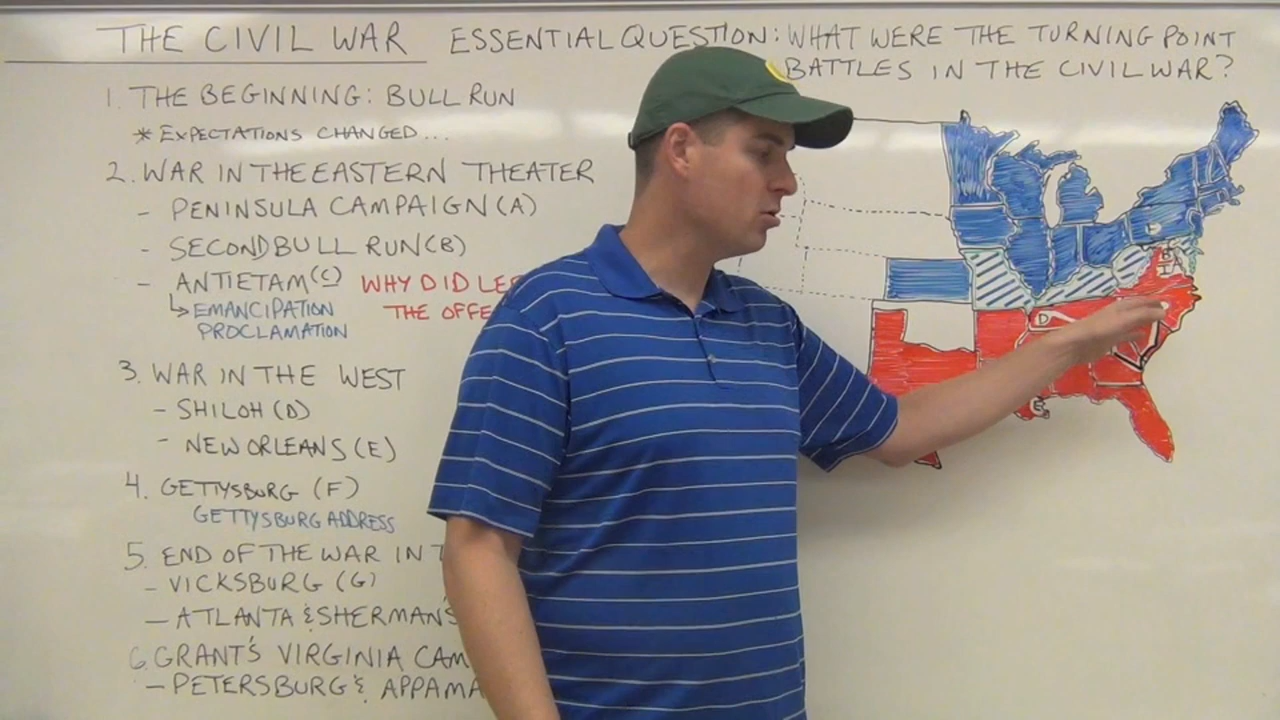 THE CIVIL WAR ESSENTIAL QUESTION: WHAT WERE THE TURNING POINT
BATTLES IN THE CIVIL WAR?
1. THE BEGINNING: BULL RUN
* EXPECTATIONS CHANGED...
2. WAR IN THE EASTERN THEATER
- PENINSULA CAMPAIGN (A)
- SECOND BULL RUN (B)
- ANTIETAM (C) WHY DID LEE
EMANCIPATION THE OFFE
PROCLAMATION
3. WAR IN THE WEST
- SHILOH (D)
- NEW ORLEANS (E)
4. GETTYSBURG (F)
GETTYSBURG ADDRESS
5. END OF THE WAR IN T
- VICKSBURG (G)
- ATLANTA & SHERMAN'S
6. GRANT'S VIRGINIA CAM
- PETERSBURG & APPAMA
D
E